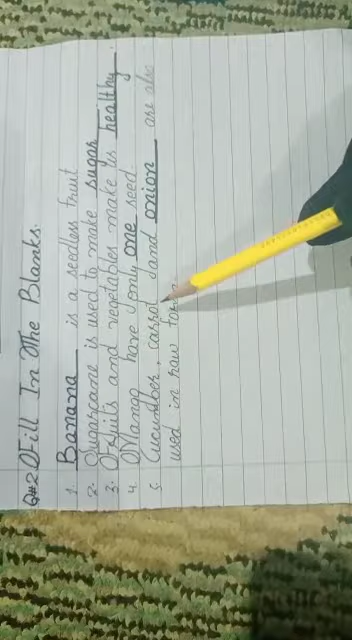 Q#2 Fill In The Blanks.
1. Banana is a seedless fruit
2. Sugarcane is used to make sugar
3. Fruits and vegetables make us healthy.
4. Mango have only one seed.
5. Cucumber, carrot and onion are also
used in raw form.